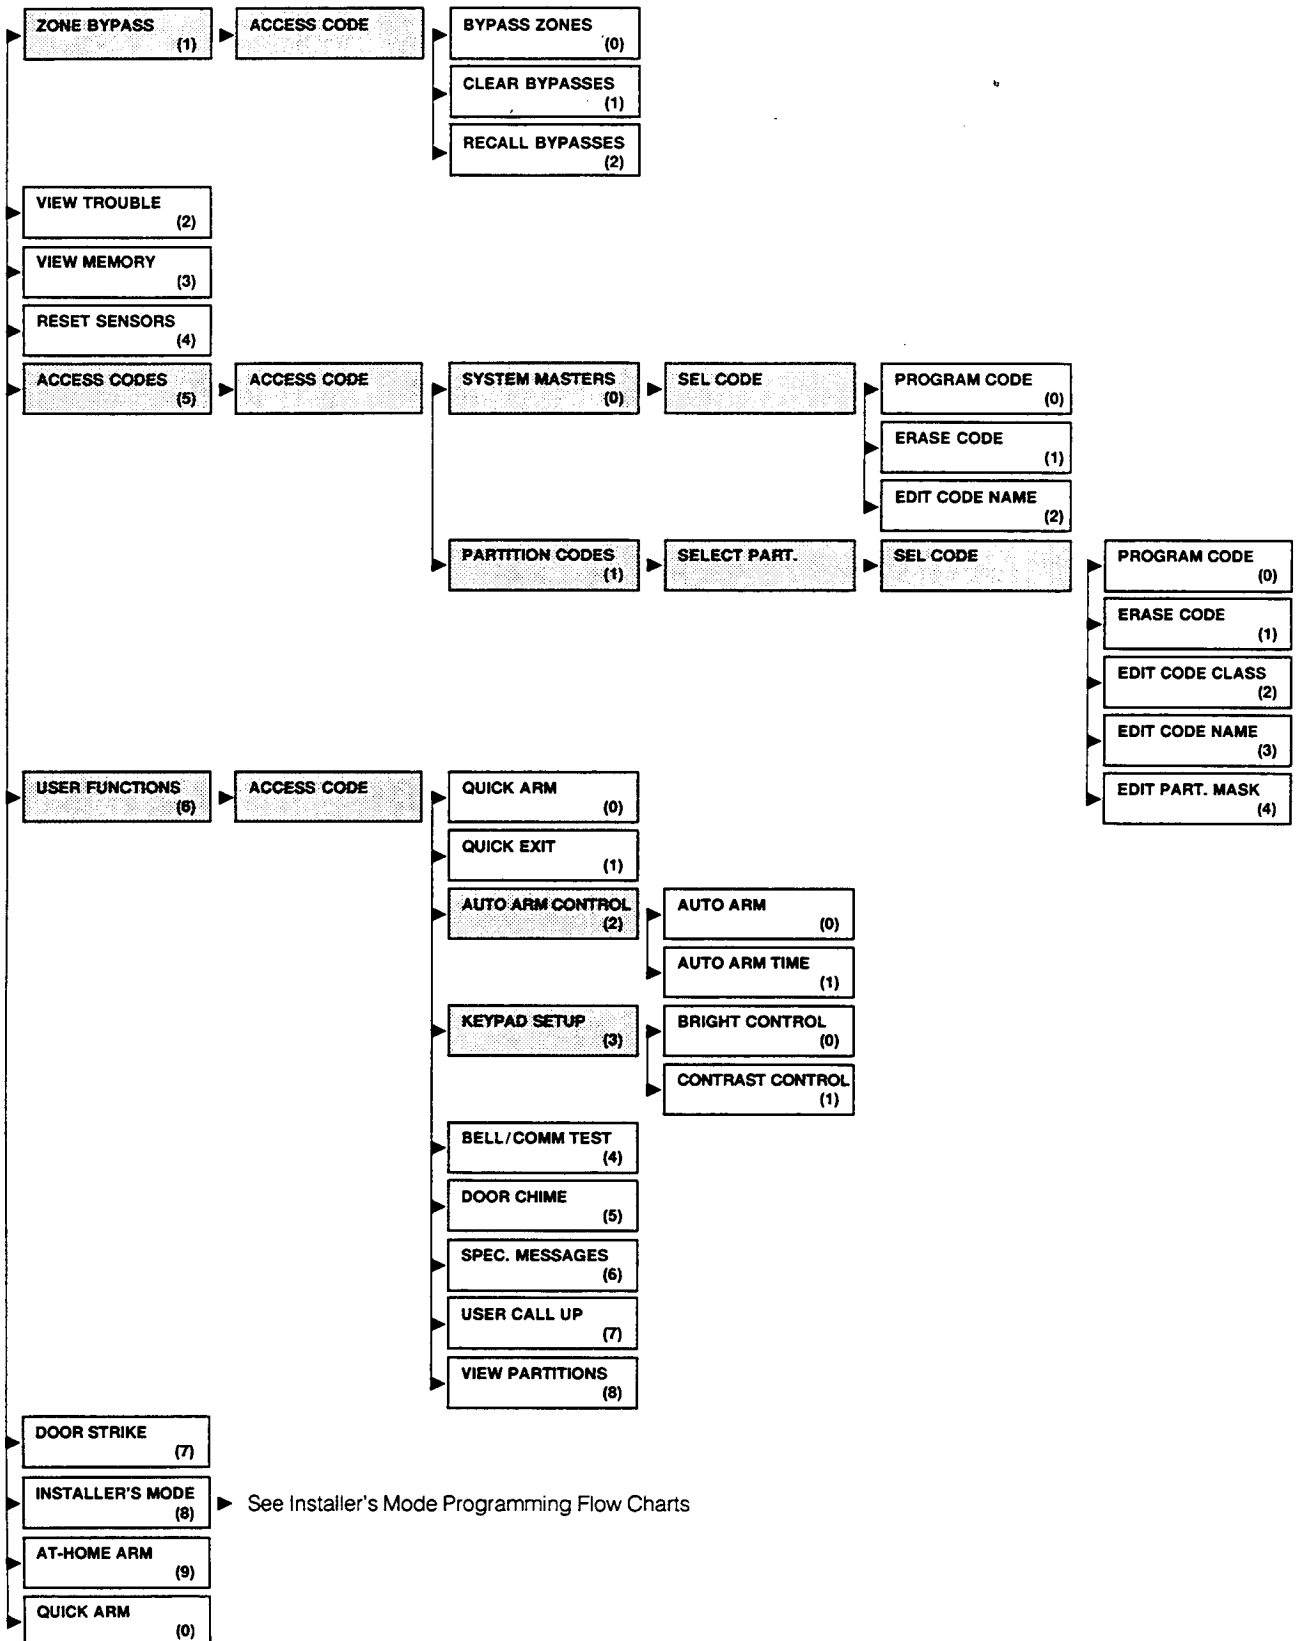 ZONE BYPASS
(1)
ACCESS CODE
BYPASS ZONES
(0)
CLEAR BYPASSES
(1)
RECALL BYPASSES
(2)
VIEW TROUBLE
(2)
VIEW MEMORY
(3)
RESET SENSORS
(4)
ACCESS CODES
(5)
ACCESS CODE
SYSTEM MASTERS
(0)
SEL CODE
PROGRAM CODE
(0)
ERASE CODE
(1)
EDIT CODE NAME
(2)
PARTITION CODES
(1)
SELECT PART.
SEL CODE
PROGRAM CODE
(0)
ERASE CODE
(1)
EDIT CODE CLASS
(2)
EDIT CODE NAME
(3)
EDIT PART. MASK
(4)
USER FUNCTIONS
(6)
ACCESS CODE
QUICK ARM
(0)
QUICK EXIT
(1)
AUTO ARM CONTROL
(2)
AUTO ARM
(0)
AUTO ARM TIME
(1)
KEYPAD SETUP
(3)
BRIGHT CONTROL
(0)
CONTRAST CONTROL
(1)
BELL/COMM TEST
(4)
DOOR CHIME
(5)
SPEC. MESSAGES
(6)
USER CALL UP
(7)
VIEW PARTITIONS
(8)
DOOR STRIKE
(7)
INSTALLER'S MODE
(8)
See Installer's Mode Programming Flow Charts
AT-HOME ARM
(9)
QUICK ARM
(0)